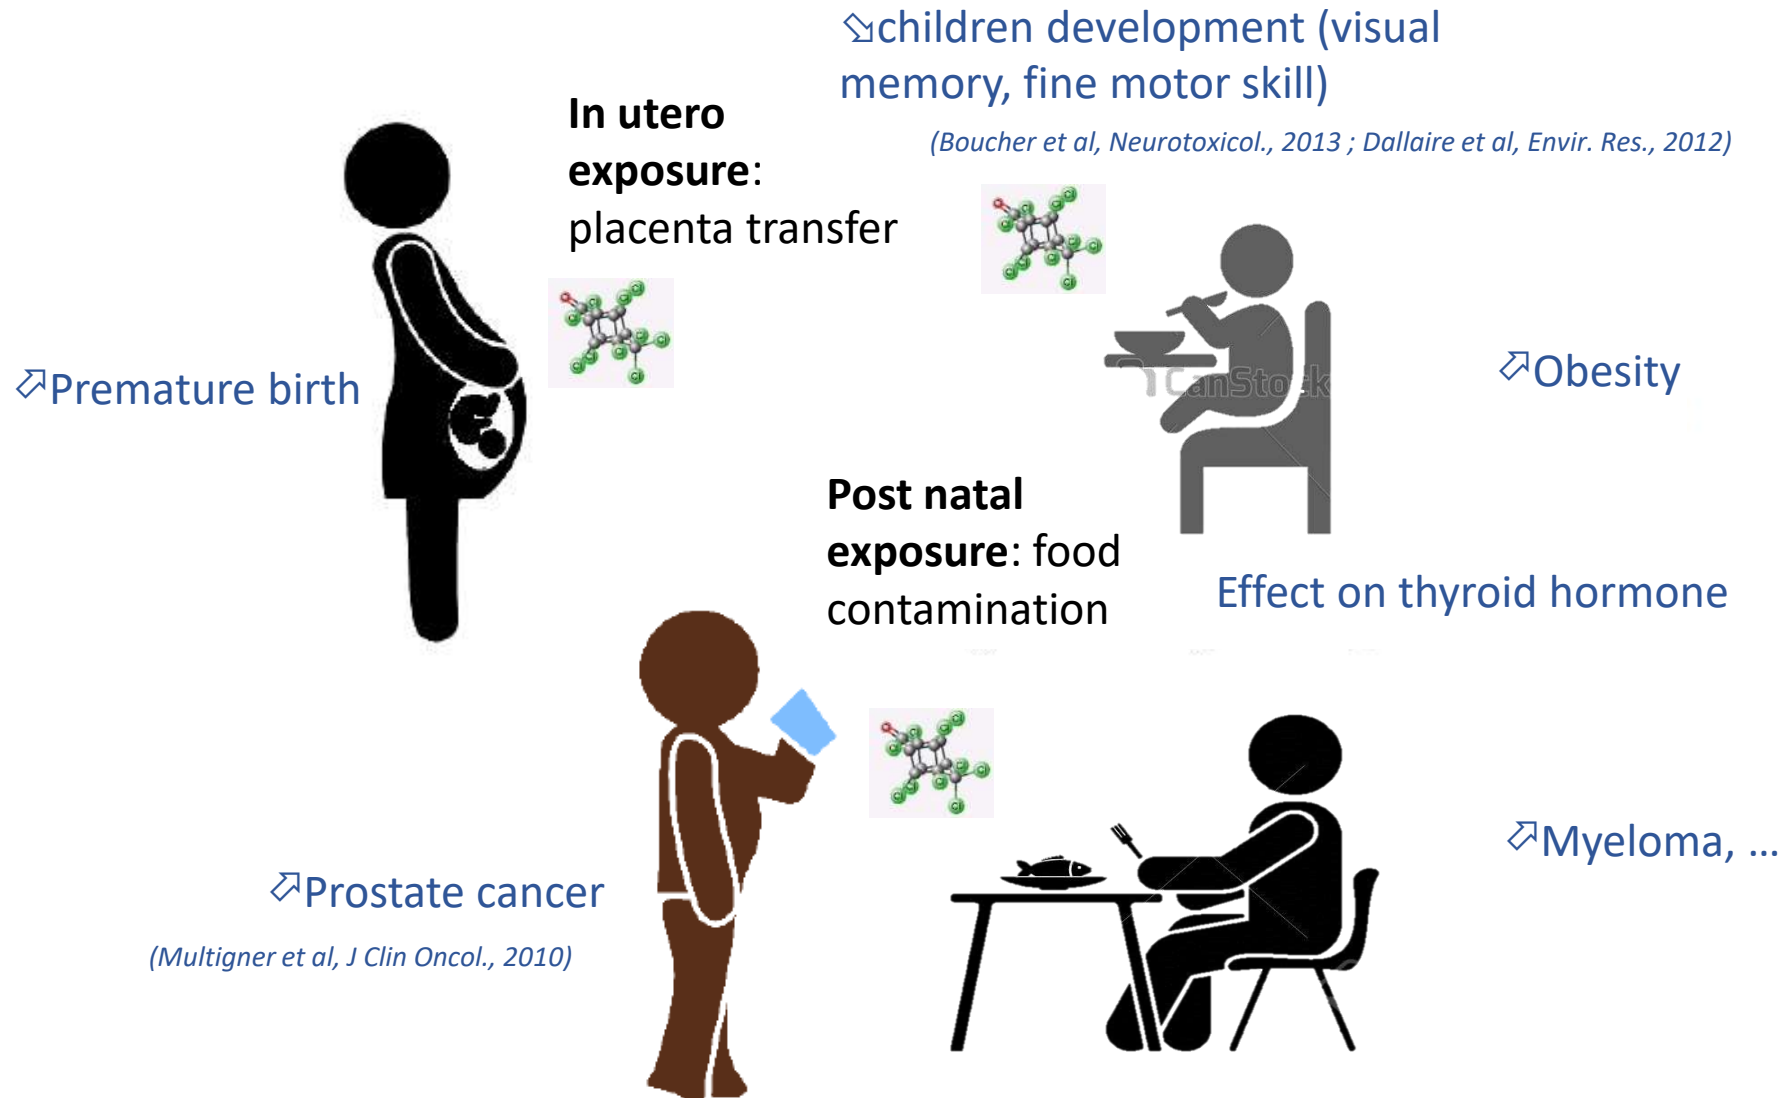 ⬂children development (visual
memory, fine motor skill)
(Boucher et al, Neurotoxicol., 2013 ; Dallaire et al, Envir. Res., 2012)
In utero
exposure:
placenta transfer
⬀Premature birth
CanStock
⬀Obesity
Post natal
exposure: food
contamination
Effect on thyroid hormone
⬀Prostate cancer
(Multigner et al, J Clin Oncol., 2010)
⬀Myeloma, ...